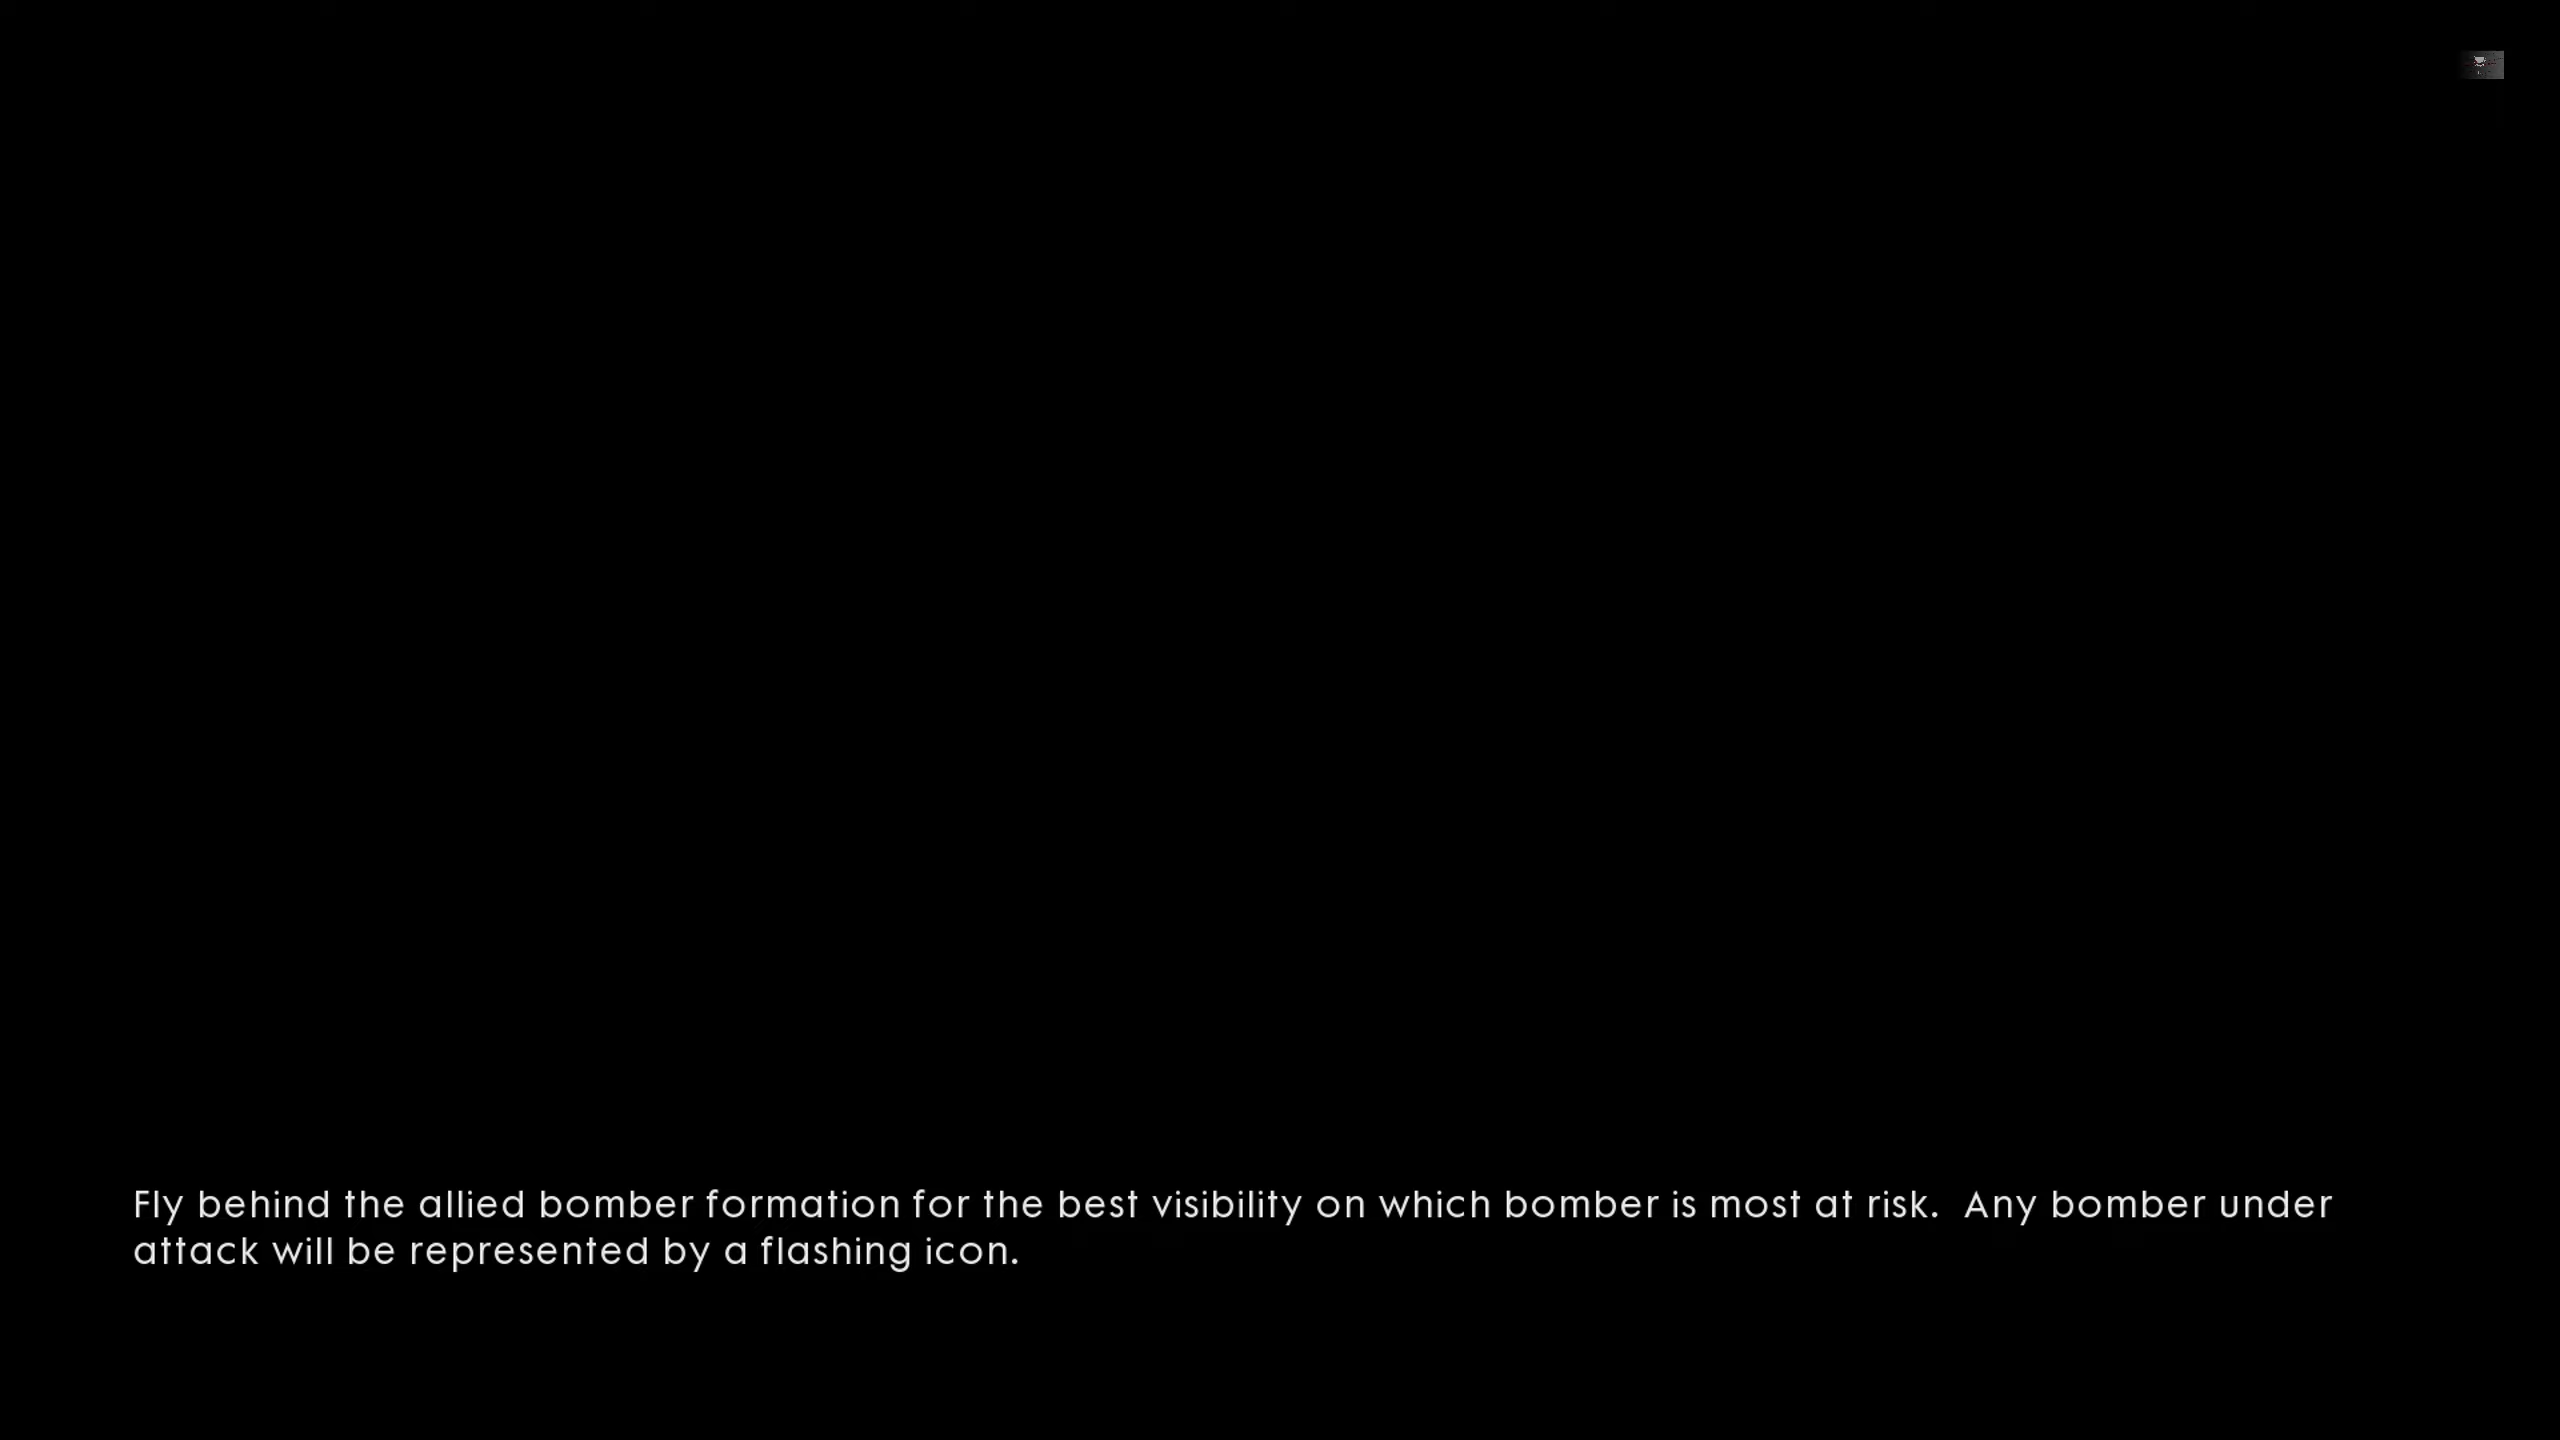 Fly behind the allied bomber formation for the best visibility on which bomber is most at risk.  Any bomber under
attack will be represented by a flashing icon.